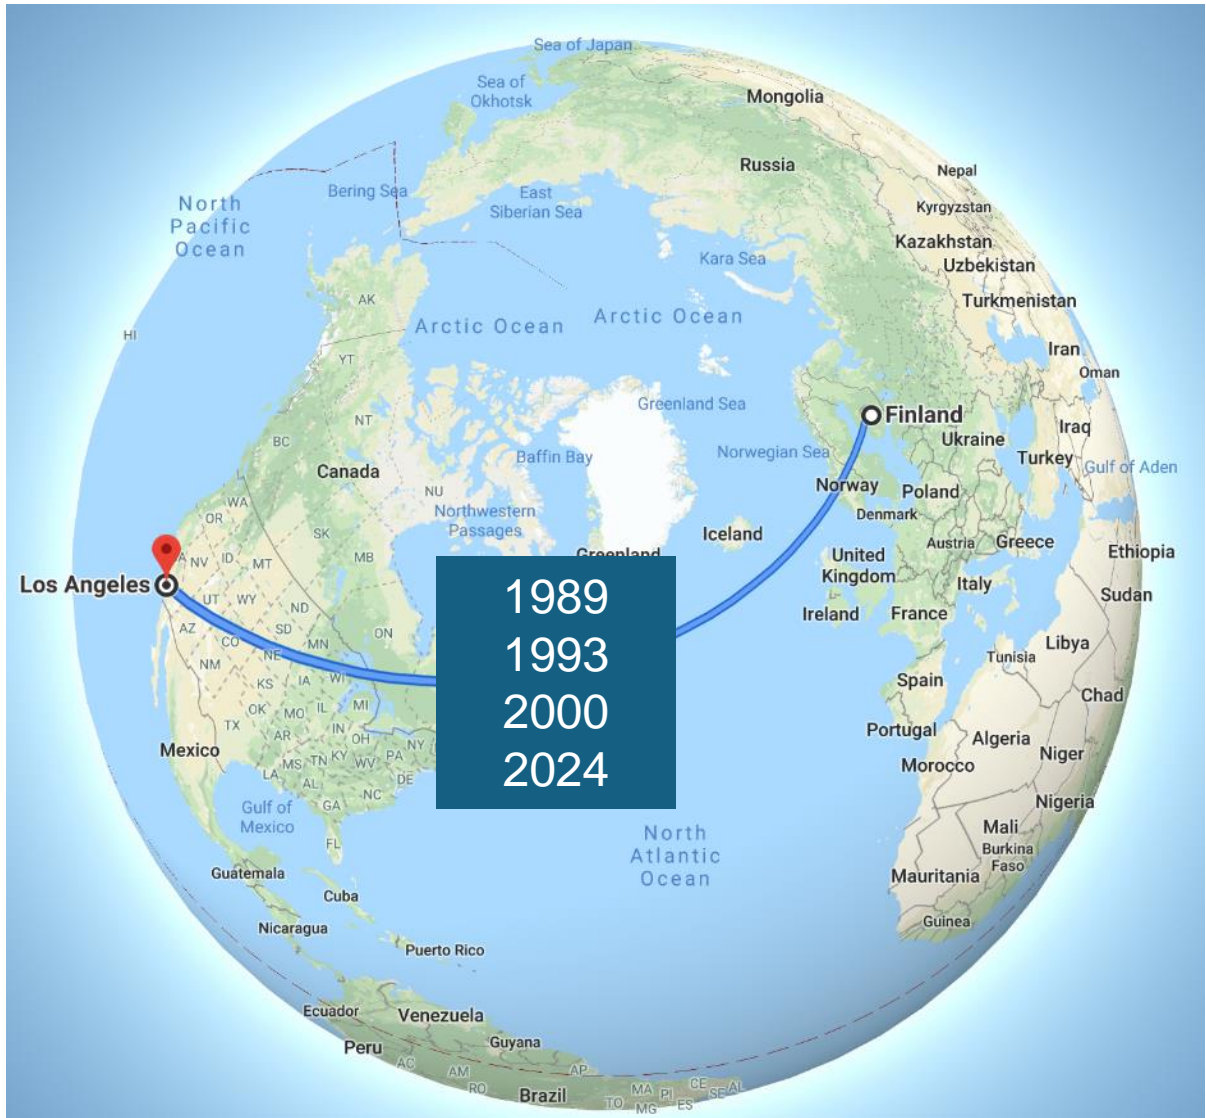 Sea of Japan
Sea of
Okhotsk
Mongolia
Russia
Nepal
Bering Sea
East
Siberian Sea
North
Pacific
Ocean
Kyrgyzstan
Kazakhstan
Kara Sea
Uzbekistan
AK
Turkmenistan
Arctic Ocean
Arctic Ocean
HI
YT
Iran
Oman
Greenland Sea
Finland
NT
BC
Norwegian Sea
Ukraine
Iraq
Baffin Bay
Turkey
Gulf of Aden
Canada
NU
Norway
Poland
WA
Northwestern
Passages
Denmark
OR
SK
Iceland
Austria
Greece
Greenland
United
Kingdom
Ethiopia
NV
ID
MT
MB
Italy
Los Angeles
Sudan
UT
WY
ND
1989
1993
2000
2024
Ireland
France
AZ
CO
SD
MN
ON
NE
Libya
Tunisia
NM
KS
IA
WI
Spain
Chad
OK
MO
IL
MI
TX
AR
IN
OH
NY
Portugal
Algeria
Mexico
MS
TN
KY
WV
PA
Morocco
Niger
LA
AL
DE
NC
Gulf of
Mexico
GA
Nigeria
FL
North
Atlantic
Ocean
Mali
Burkina
Faso
Guatemala
Mauritania
Cuba
Nicaragua
Guinea
Puerto Rico
Ecuador
Venezuela
Peru
Guyana
AC
AM
AP
RO
Brazil
TO
MA
PI
CE
SE
AL
MG
ES